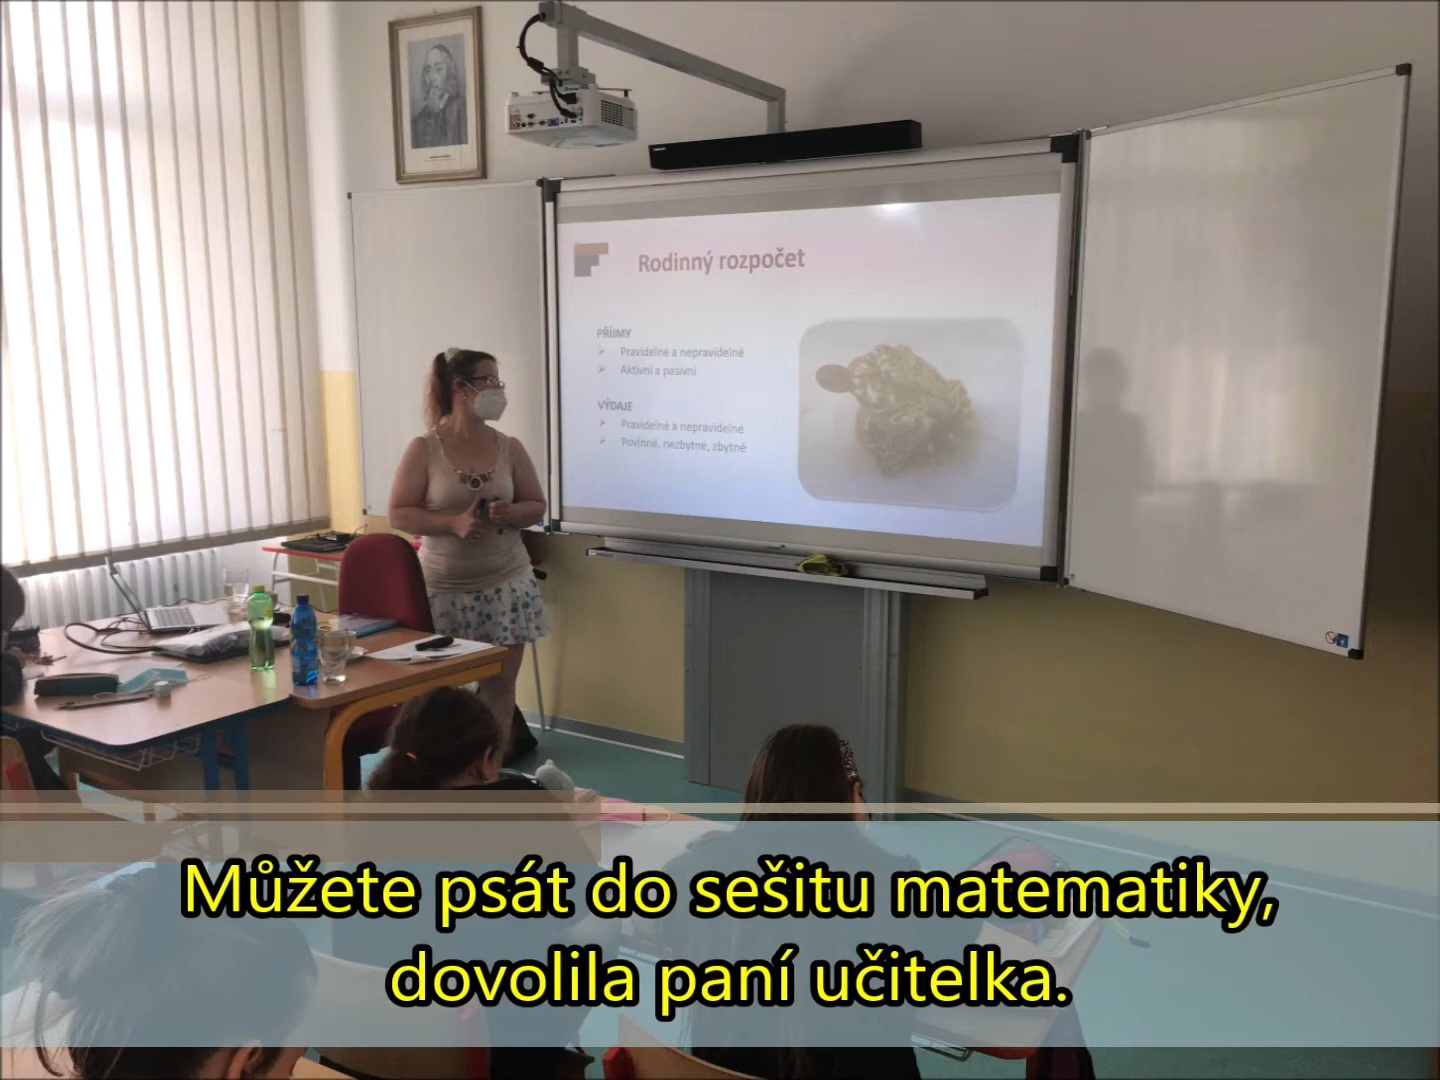 Rodinný rozpočet
PŘÍJMY
Pravidelné a nepravidelné
Aktivní a pasivní
VÝDAJE
Pravidelné a nepravidelné
Povinné, nezbytné, zbytné
Můžete psát do sešitu matematiky,
dovolila paní učitelka.